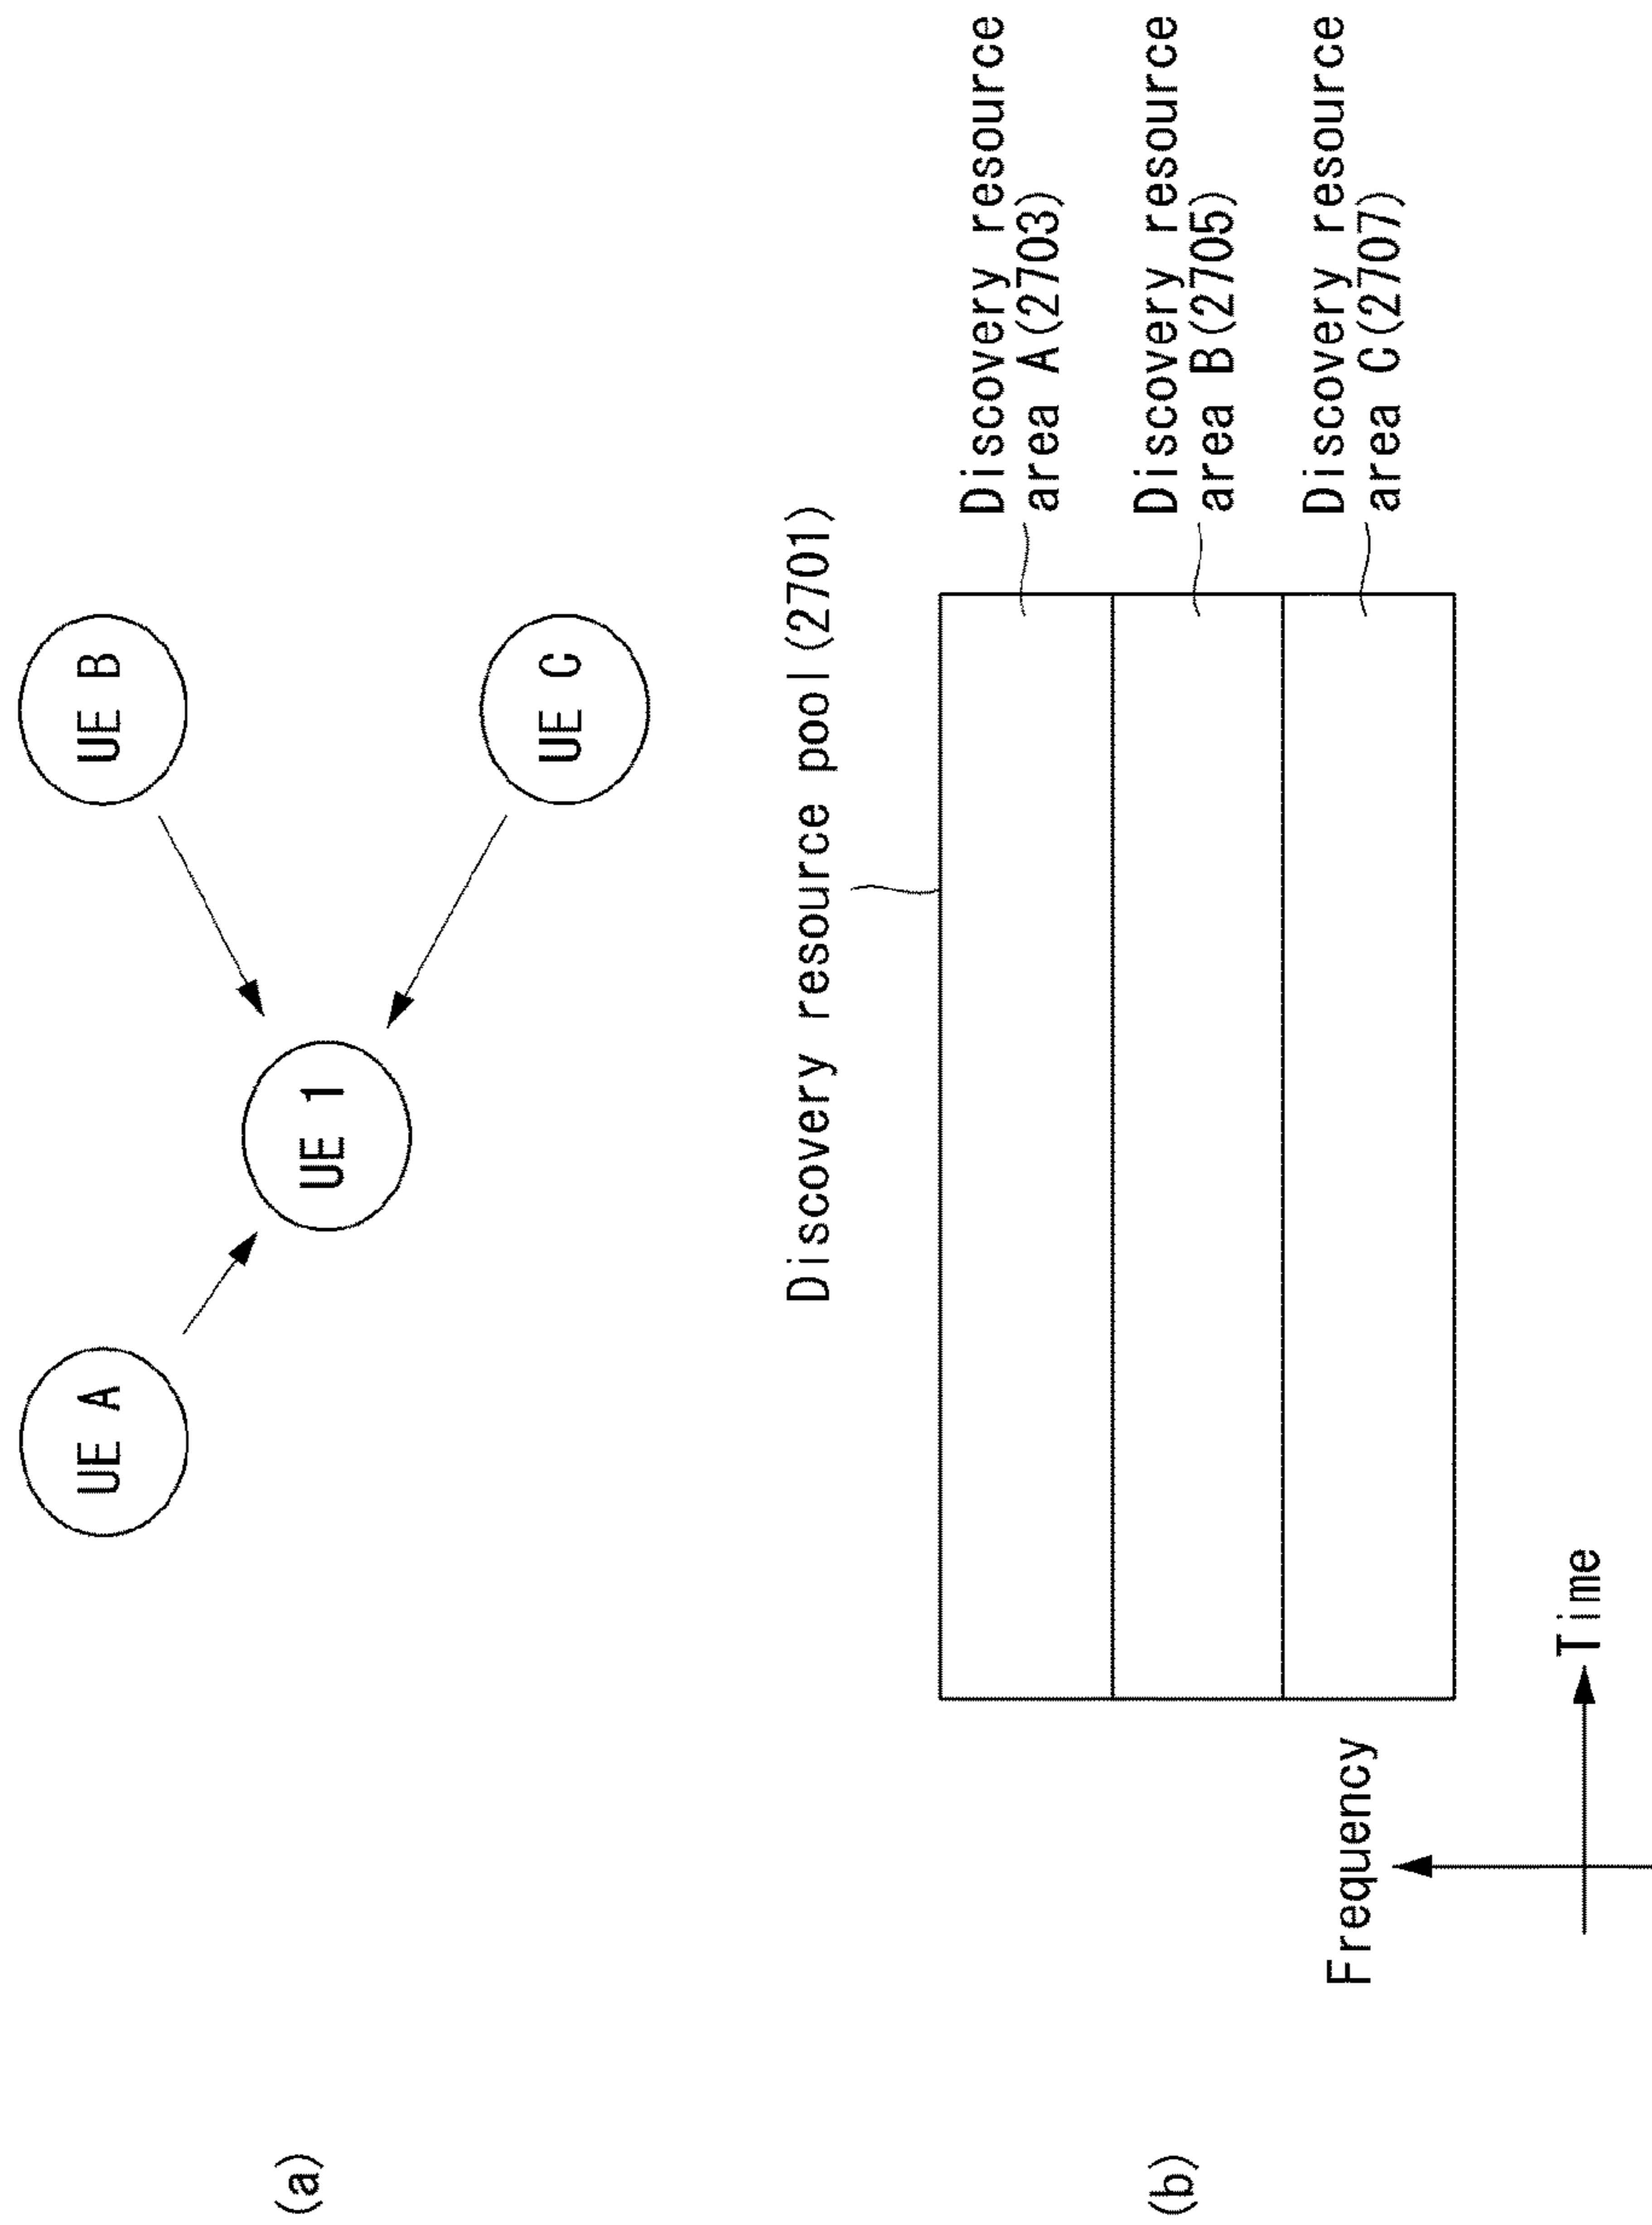 (a)
UE A
UE B
UE 1
UE C
(b)
Discovery resource pool(2701)
Discovery resource
area A(2703)
Discovery resource
area B(2705)
Discovery resource
area C(2707)
Frequency
Time